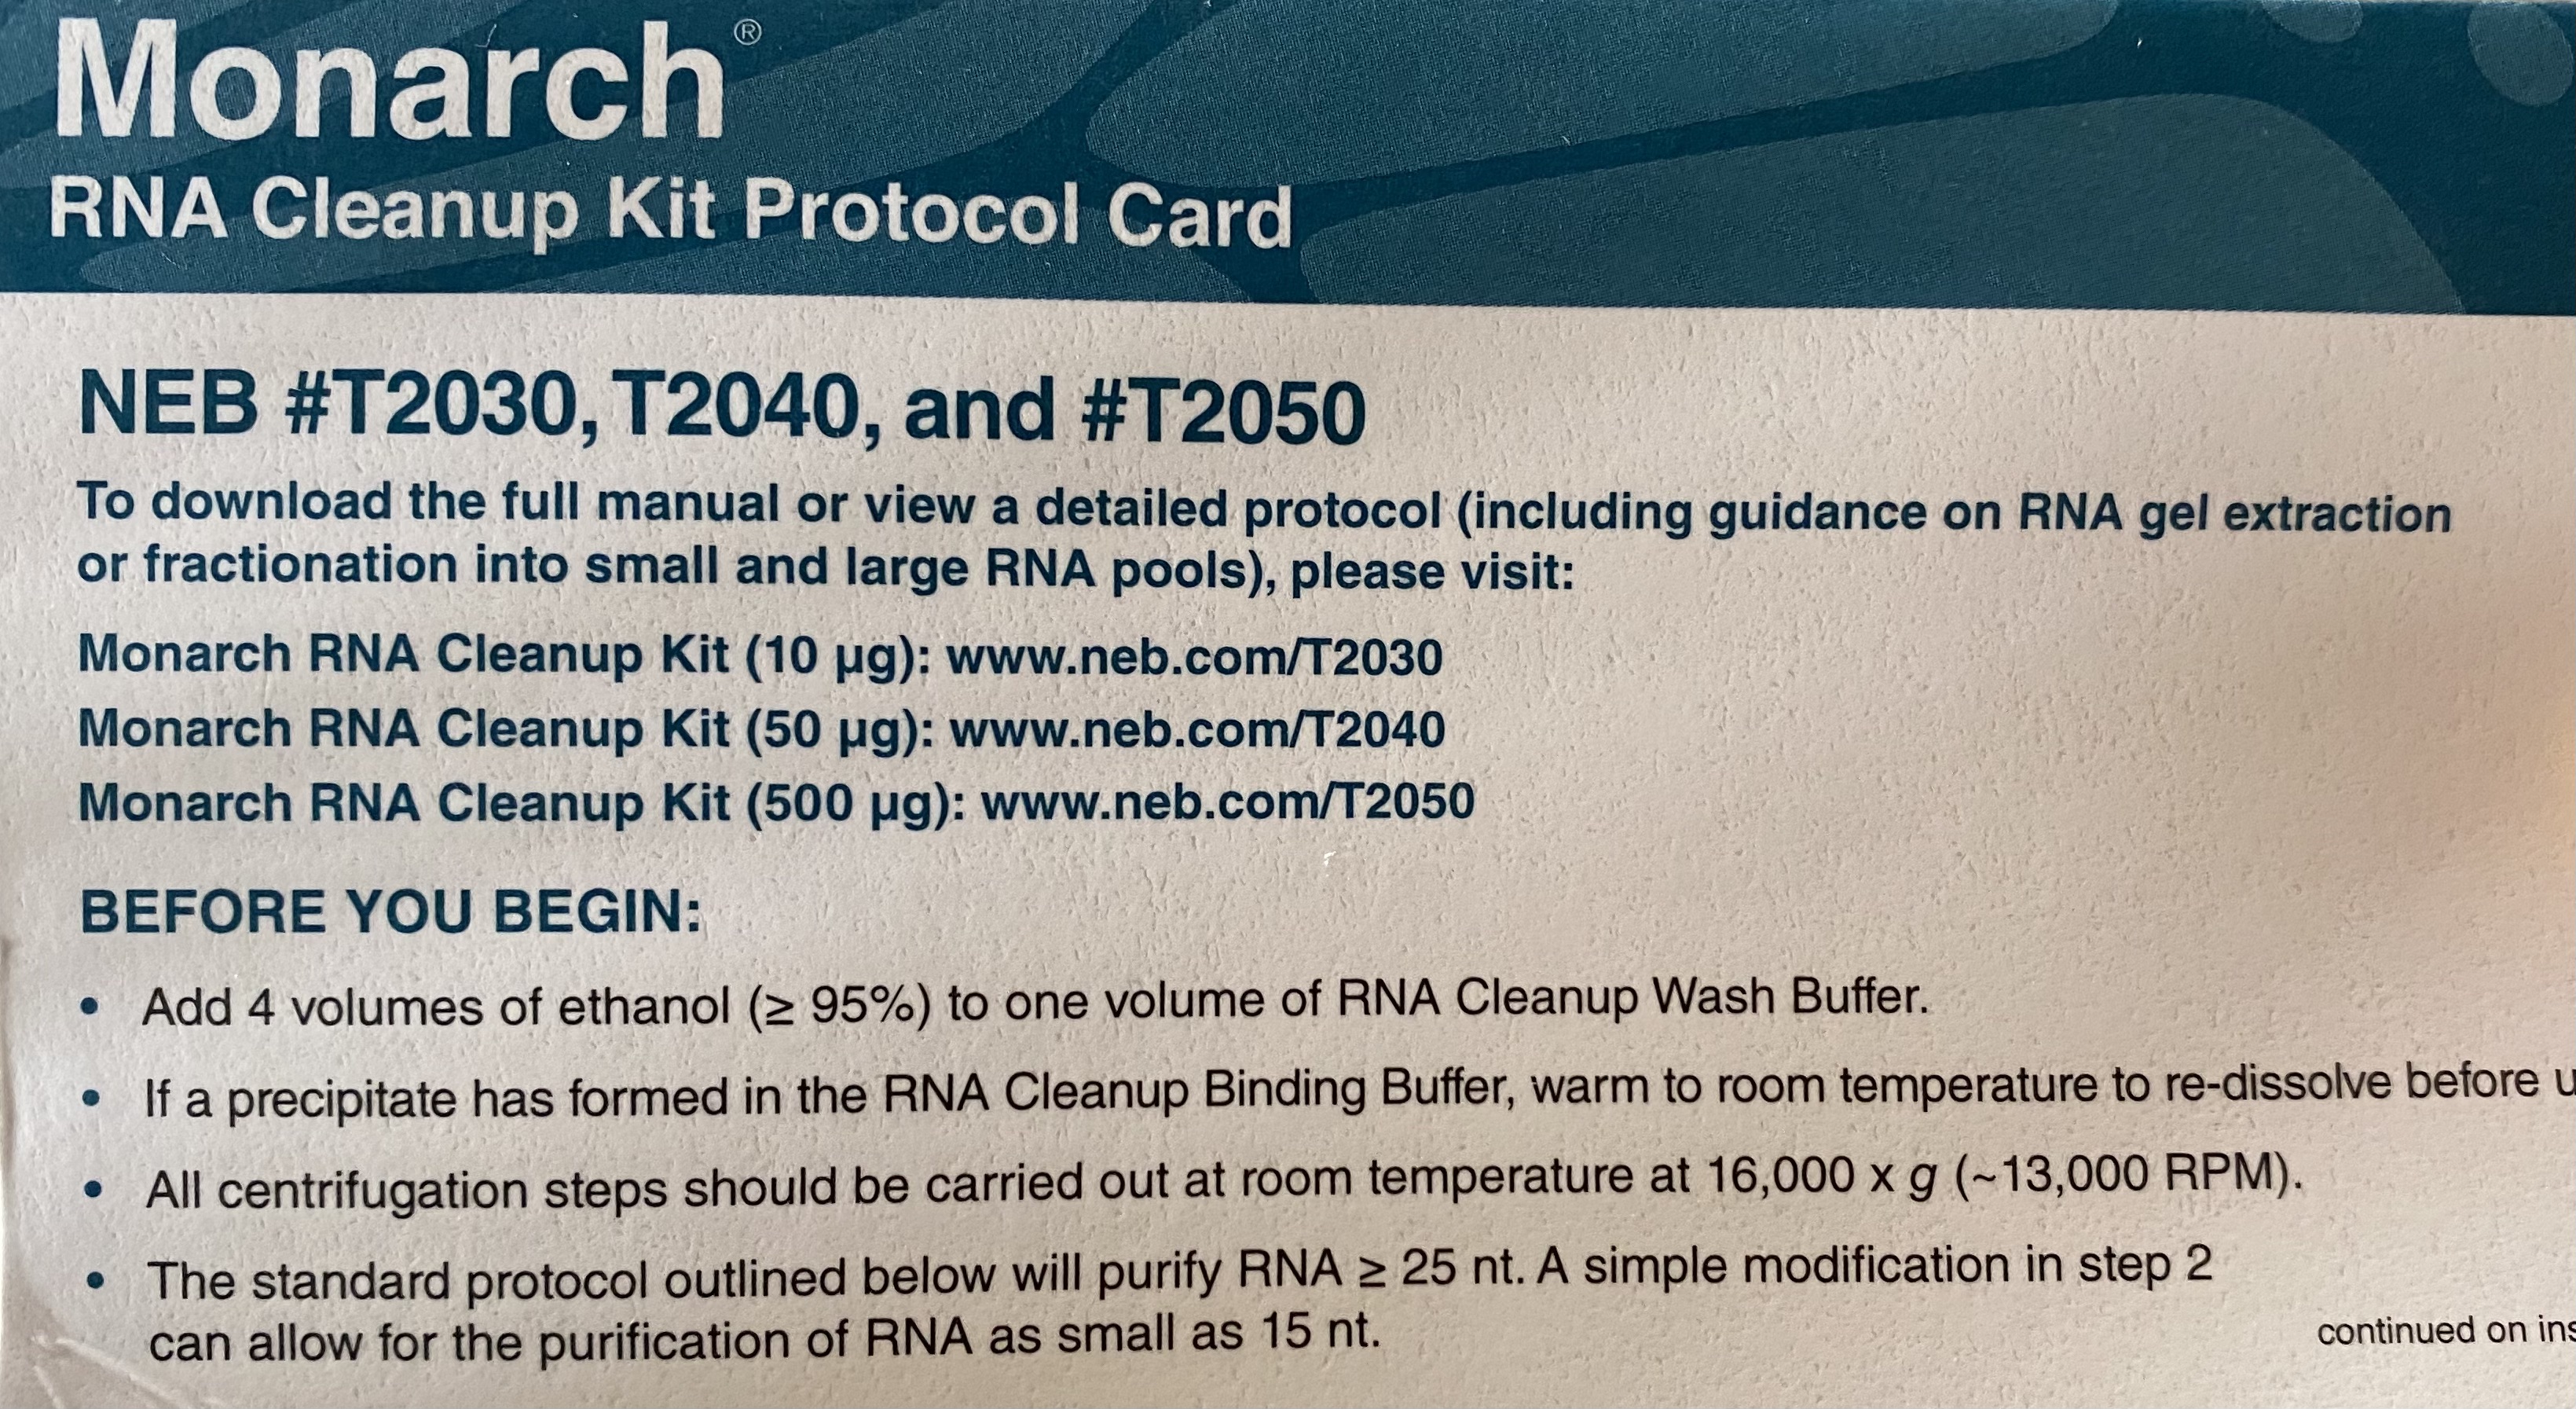 Monarch®
RNA Cleanup Kit Protocol Card
NEB #T2030, T2040, and #T2050
To download the full manual or view a detailed protocol (including guidance on RNA gel extraction
or fractionation into small and large RNA pools), please visit:
Monarch RNA Cleanup Kit (10 µg): www.neb.com/T2030
Monarch RNA Cleanup Kit (50 µg): www.neb.com/T2040
Monarch RNA Cleanup Kit (500 µg): www.neb.com/T2050
BEFORE YOU BEGIN:
• Add 4 volumes of ethanol (≥ 95%) to one volume of RNA Cleanup Wash Buffer.
• If a precipitate has formed in the RNA Cleanup Binding Buffer, warm to room temperature to re-dissolve before
• All centrifugation steps should be carried out at room temperature at 16,000 x g (~13,000 RPM).
• The standard protocol outlined below will purify RNA ≥ 25 nt. A simple modification in step 2
can allow for the purification of RNA as small as 15 nt.
continued on